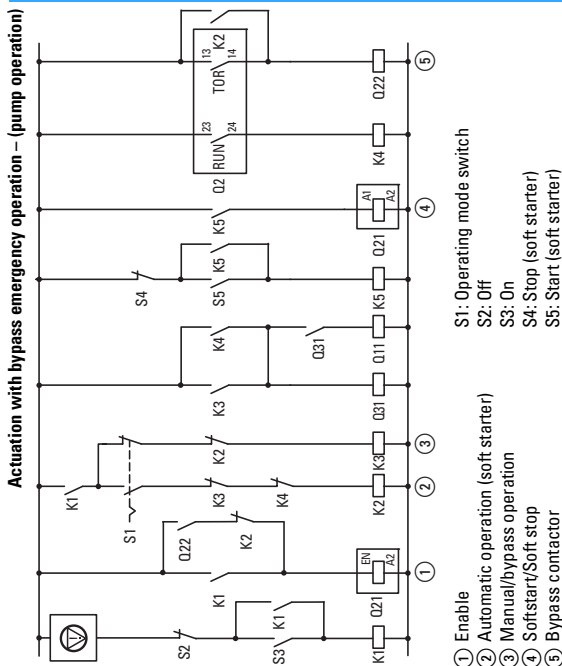 Actuation with bypass emergency operation – (pump operation)
K1
S1
Q2
RUN
TOR
K2
23
24
13
14
S2
S3
K1
K1
Q22
K2
K3
K4
K2
K3
K4
Q31
S4
S5
K5
K5
K1
Q21
EN
A2
K2
K3
Q31
Q11
K5
Q21
A1
A2
K4
Q22
①
②
③
④
⑤
① Enable
② Automatic operation (soft starter)
③ Manual/bypass operation
④ Softstart/Soft stop
⑤ Bypass contactor
S1: Operating mode switch
S2: Off
S3: On
S4: Stop (soft starter)
S5: Start (soft starter)